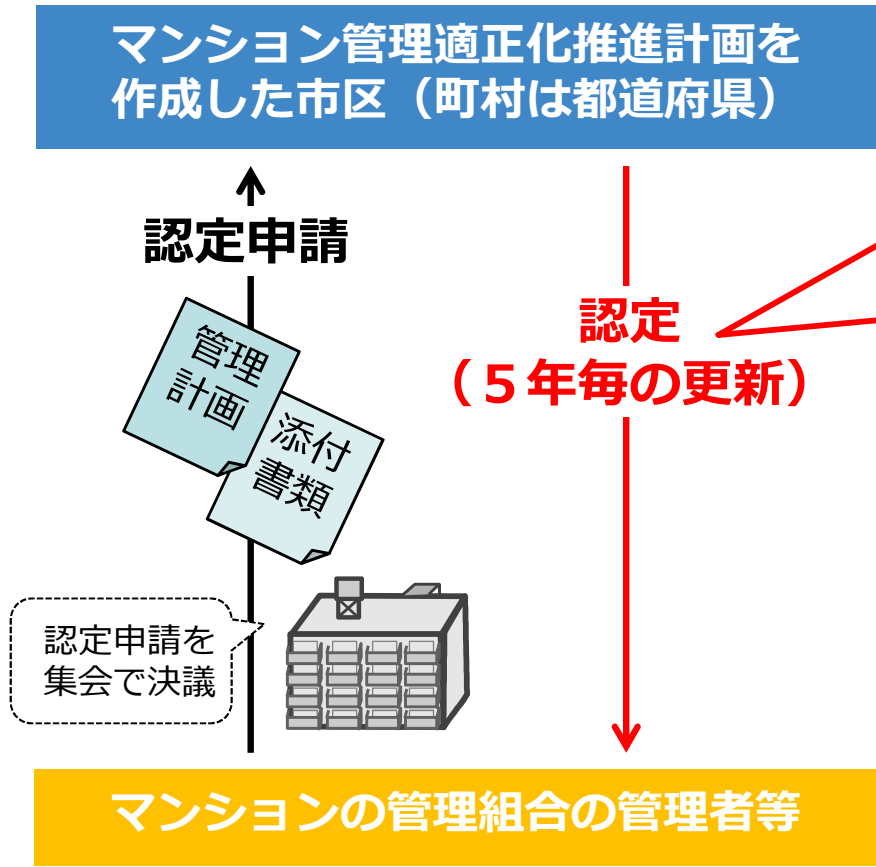 マンション管理適正化推進計画を
作成した市区（町村は都道府県）
認定申請
管理
計画
添付
書類
認定申請を
集会で決議
認定
（５年毎の更新）
マンションの管理組合の管理者等